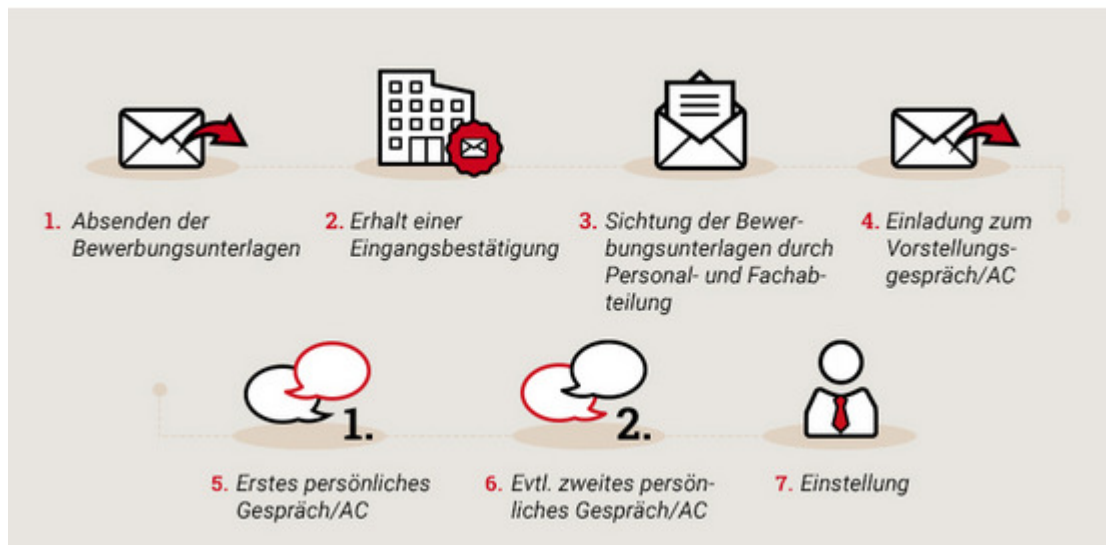 1. Absenden der
Bewerbungsunterlagen
2. Erhalt einer
Eingangsbestätigung
3. Sichtung der Bewer-
bungsunterlagen durch
Personal- und Fachab-
teilung
4. Einladung zum
Vorstellungs-
gespräch/AC
1.
5. Erstes persönliches
Gespräch/AC
2.
6. Evtl. zweites persön-
liches Gespräch/AC
7. Einstellung